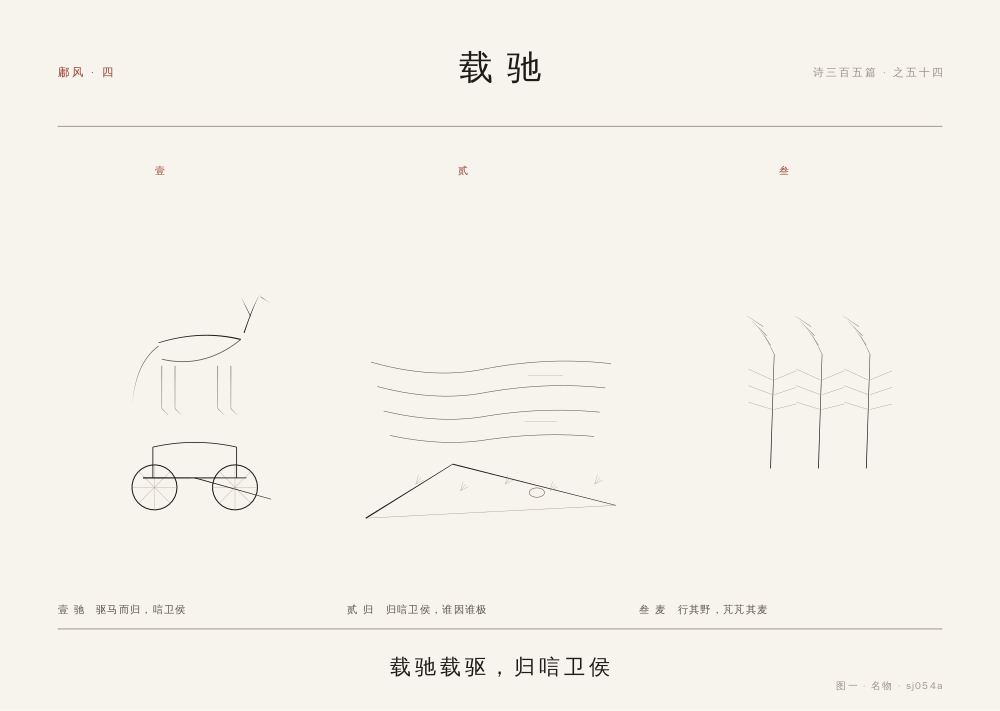 鄘风 · 四
载驰
诗三百五篇 · 之五十四
壹
贰
叁
壹 驰 驱马而归，唁卫侯
贰 归 归唁卫侯，谁因谁极
叁 麦 行其野，芃芃其麦
载驰载驱，归唁卫侯
图一 · 名物 · sj054a